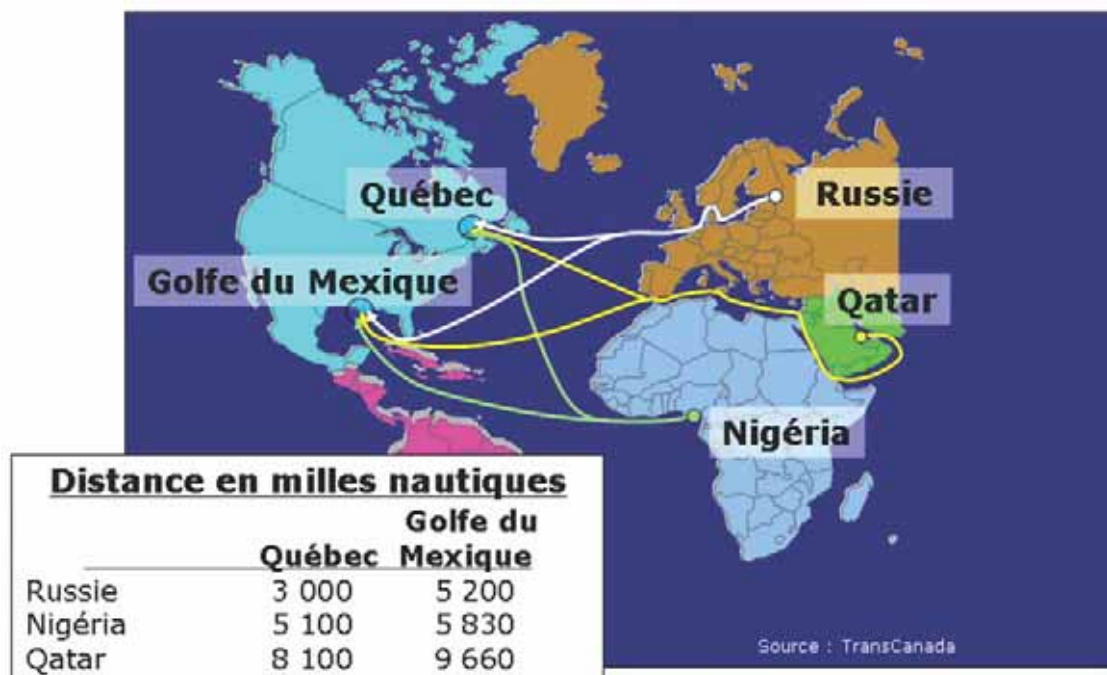 Québec
Russie
Golfe du Mexique
Qatar
Nigéria
Distance en milles nautiques
Golfe du
Québec Mexique
Russie 3 000 5 200
Nigéria 5 100 5 830
Qatar 8 100 9 660
Source : TransCanada